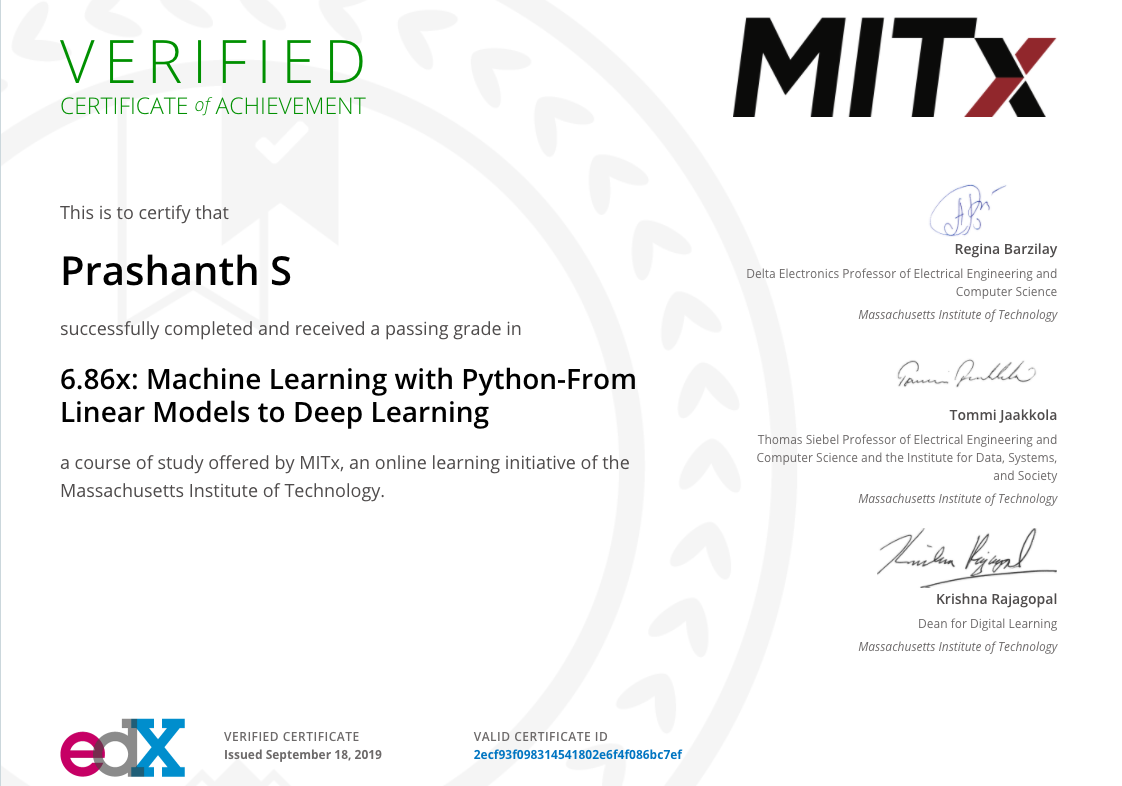 VERIFIED
CERTIFICATE of ACHIEVEMENT
MITx
This is to certify that
Prashanth S
successfully completed and received a passing grade in
6.86x: Machine Learning with Python-From
Linear Models to Deep Learning
a course of study offered by MITx, an online learning initiative of the
Massachusetts Institute of Technology.
Regina Barzilay
Delta Electronics Professor of Electrical Engineering and
Computer Science
Massachusetts Institute of Technology
Tommi Jaakkola
Thomas Siebel Professor of Electrical Engineering and
Computer Science and the Institute for Data, Systems,
and Society
Massachusetts Institute of Technology
Krishna Rajagopal
Krishna Rajagopal
Dean for Digital Learning
Massachusetts Institute of Technology
edX
VERIFIED CERTIFICATE
Issued September 18, 2019
VALID CERTIFICATE ID
2ecf93f098314541802e6f4f086bc7ef